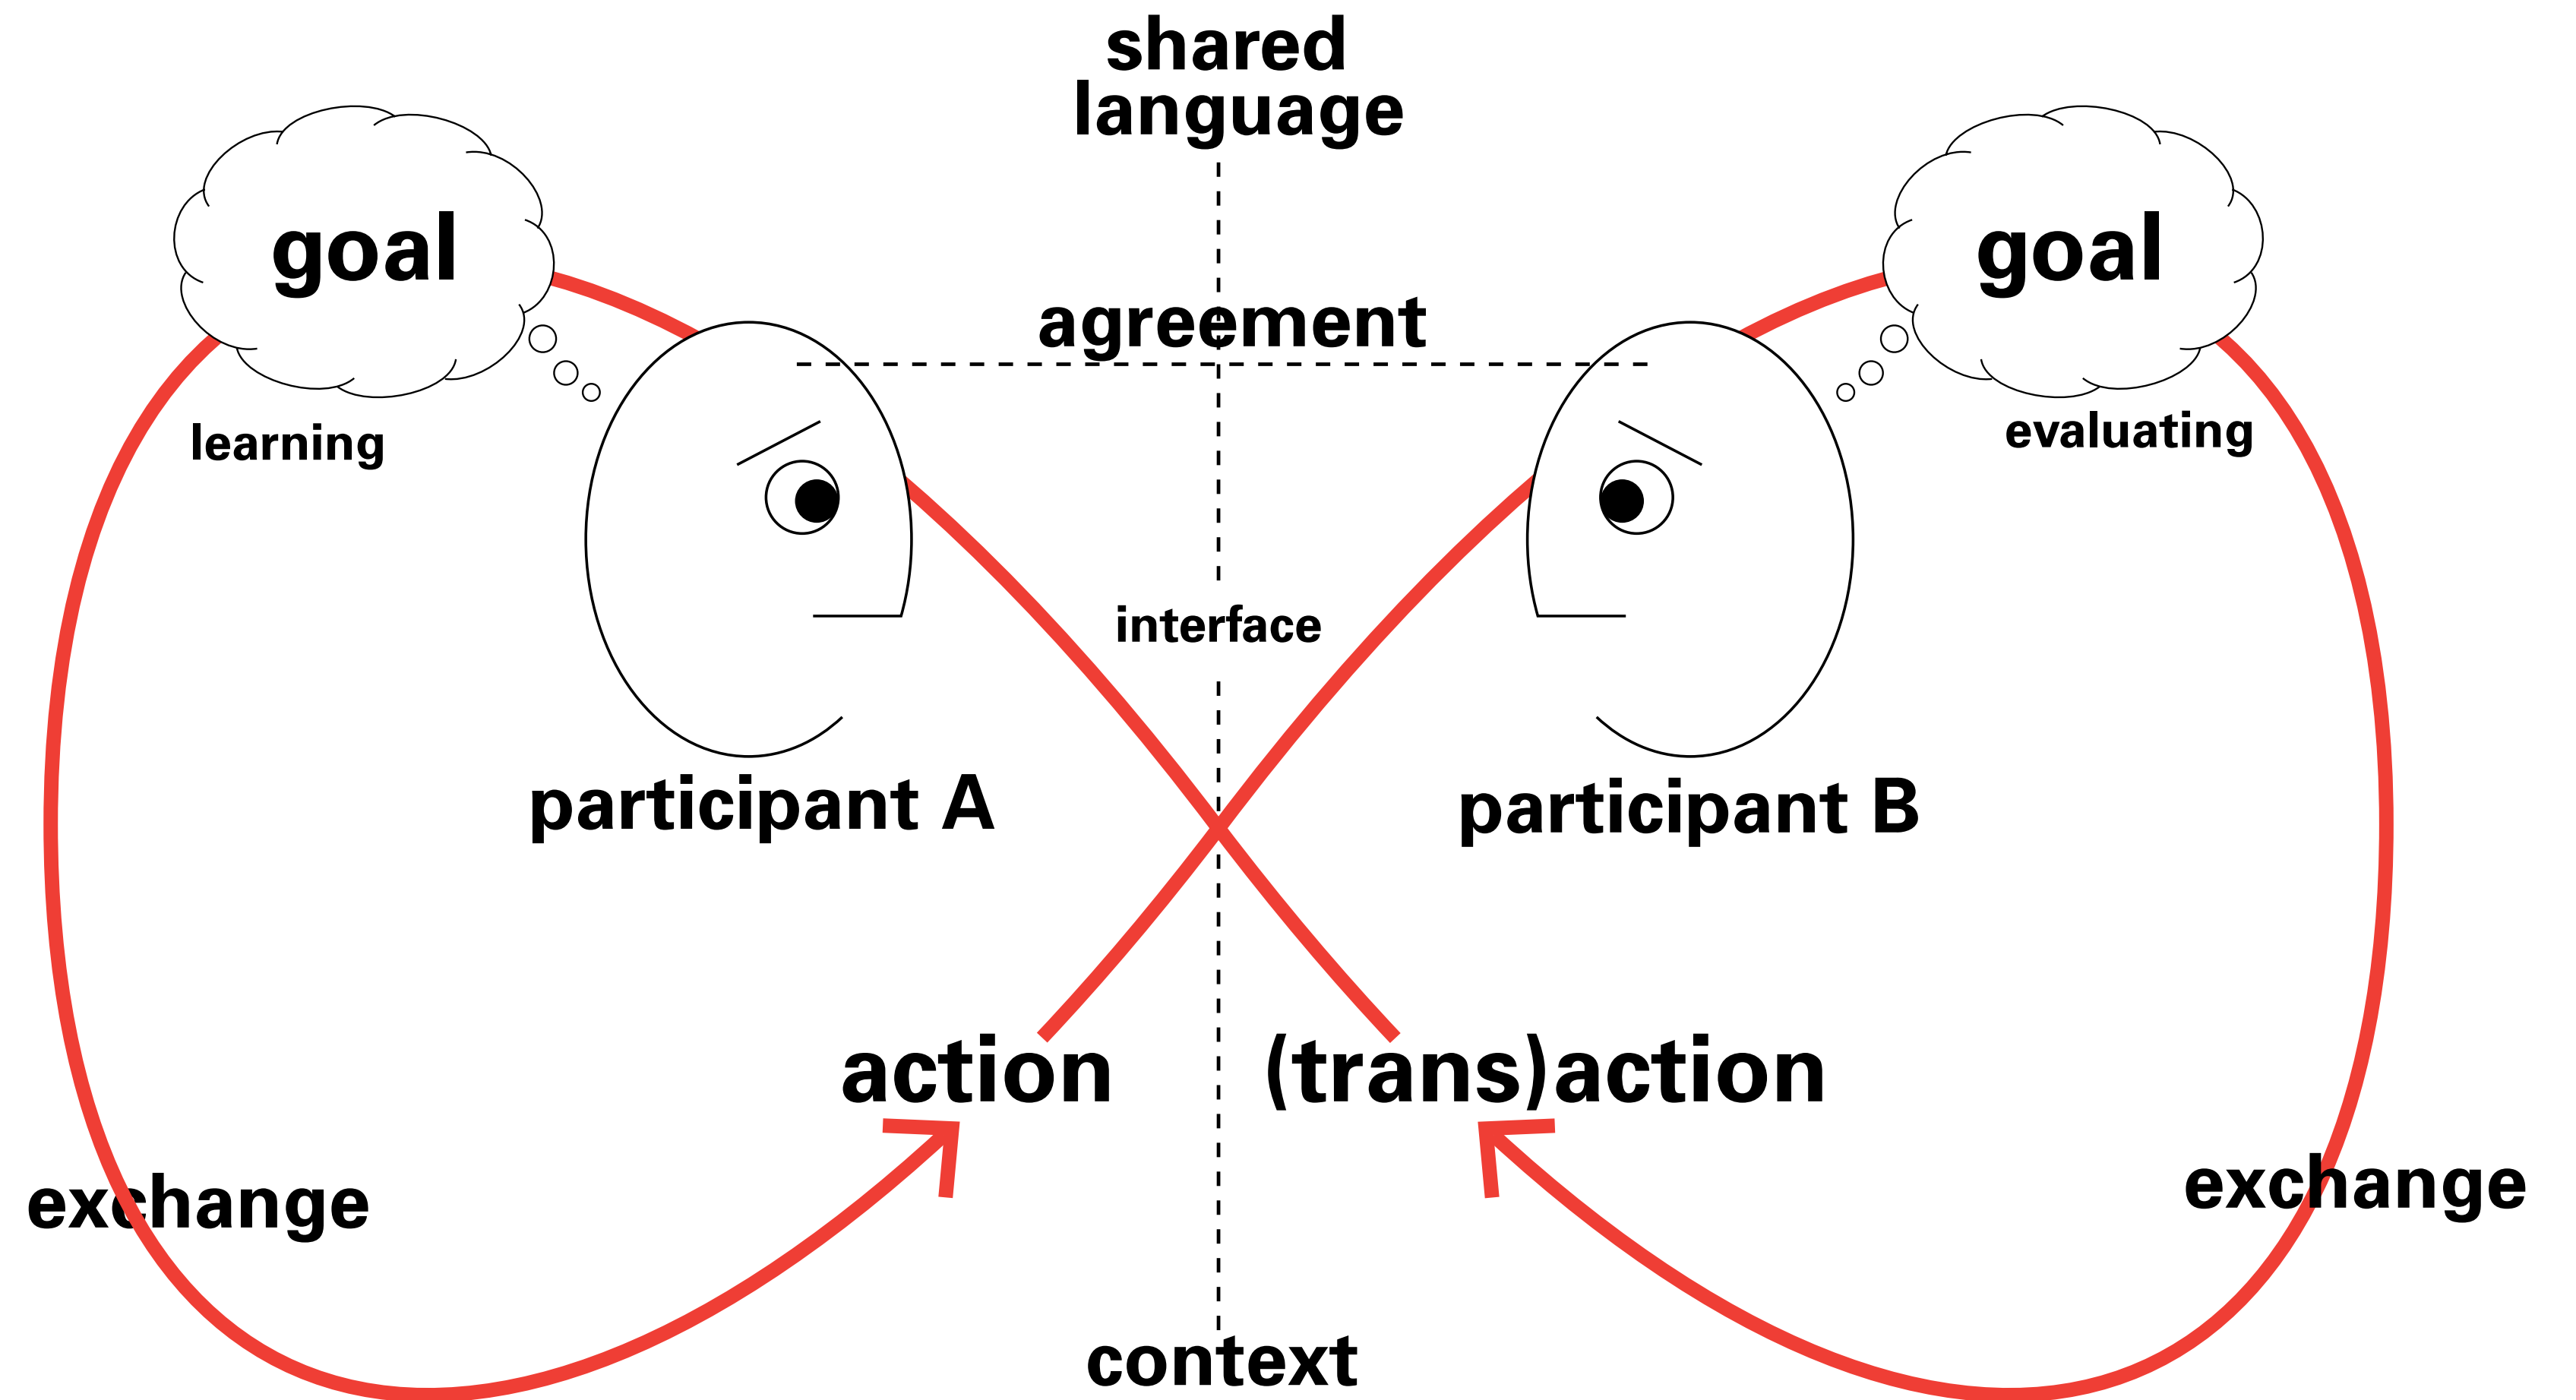 shared
language
goal
goal
agreement
learning
evaluating
interface
participant A
participant B
action
(trans)action
exchange
exchange
context